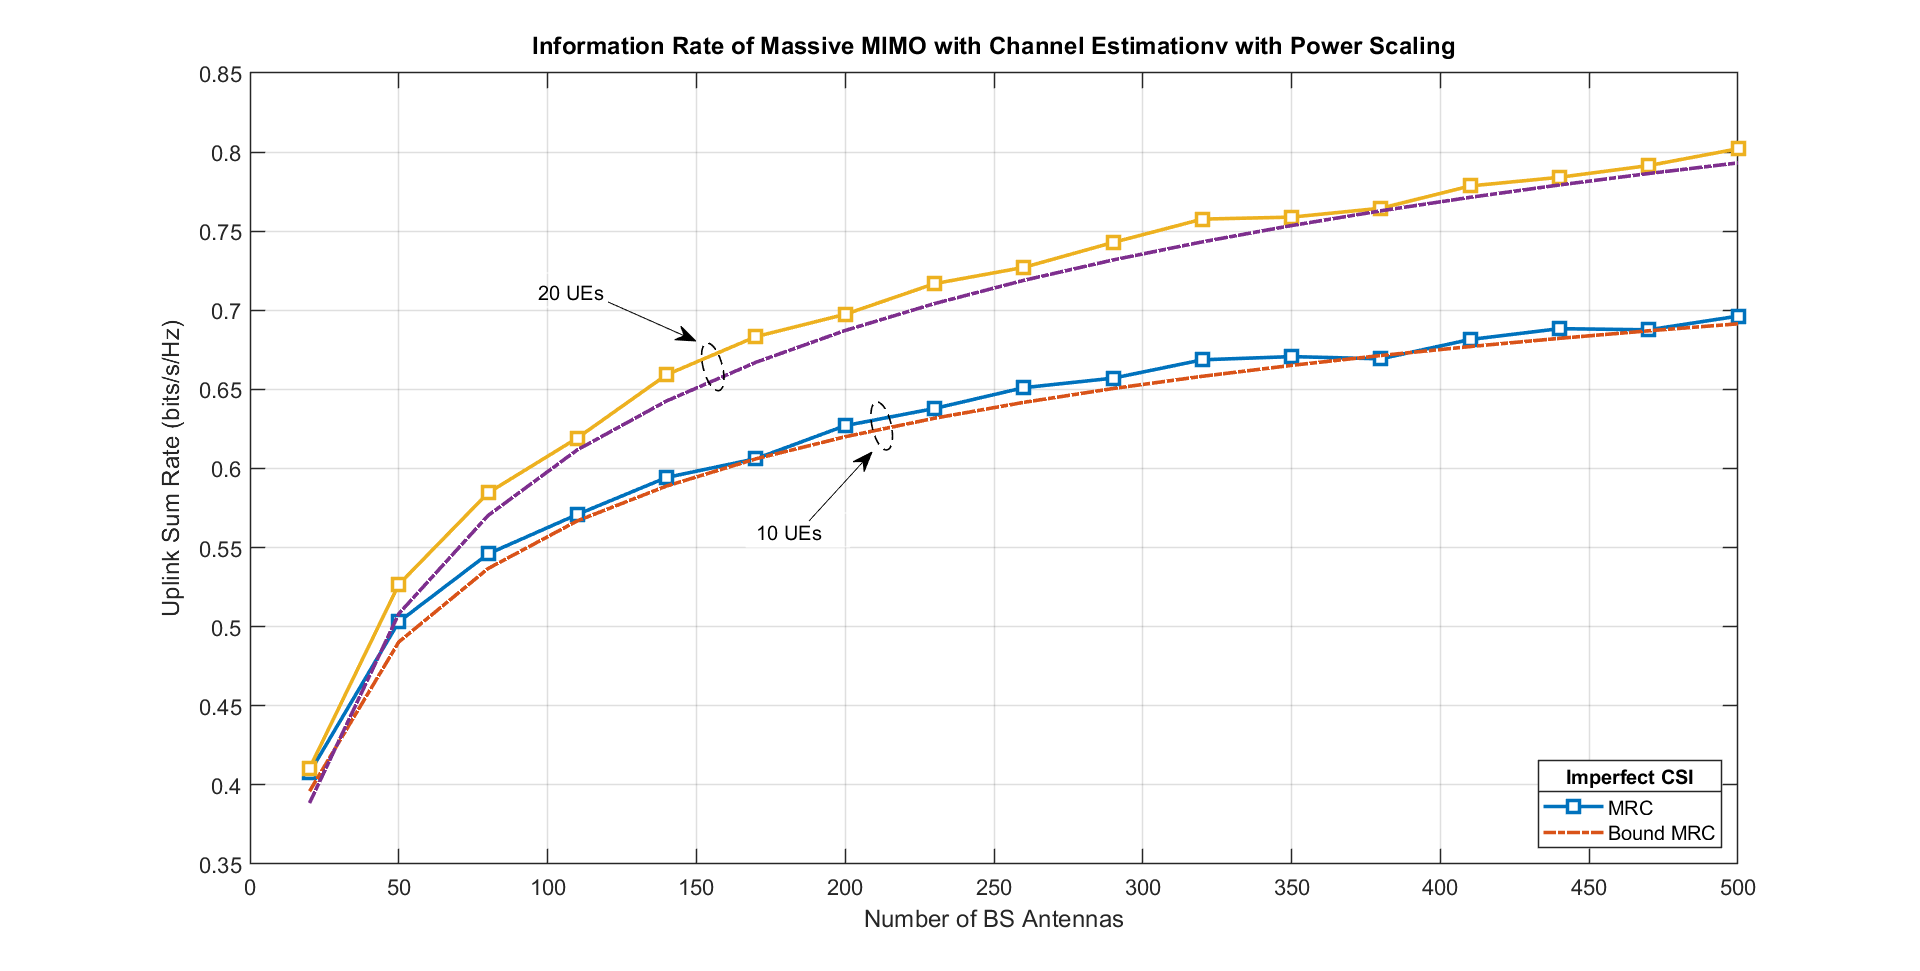 Information Rate of Massive MIMO with Channel Estimationv with Power Scaling
0.85
0.8
0.75
0.7
0.65
0.6
0.55
0.5
0.45
0.4
0.35
Uplink Sum Rate (bits/s/Hz)
20 UEs
10 UEs
Imperfect CSI
MRC
Bound MRC
0 50 100 150 200 250 300 350 400 450 500
Number of BS Antennas